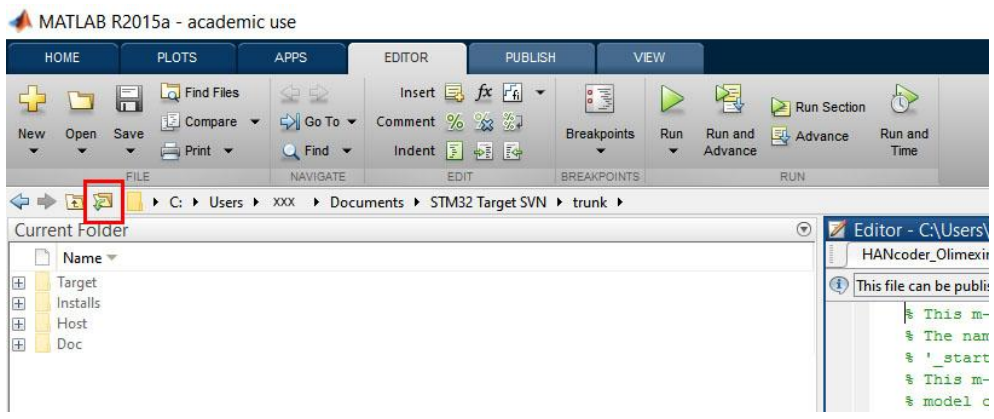 MATLAB R2015a - academic use
HOME PLOTS APPS EDITOR PUBLISH VIEW
New Open Save Find Files Compare Print
Go To Find
Insert fx
Comment %
Indent
Breakpoints
Run Run and Advance Run Section Advance Run and Time
FILE NAVIGATE EDIT BREAKPOINTS RUN
C: Users XXX Documents STM32 Target SVN trunk
Current Folder
Name
Target
Installs
Host
Doc
Editor - C:\Users\
HANcoder_Olimexin
This file can be publis
% This m-
% The nam
% '_start
% This m-
% model c